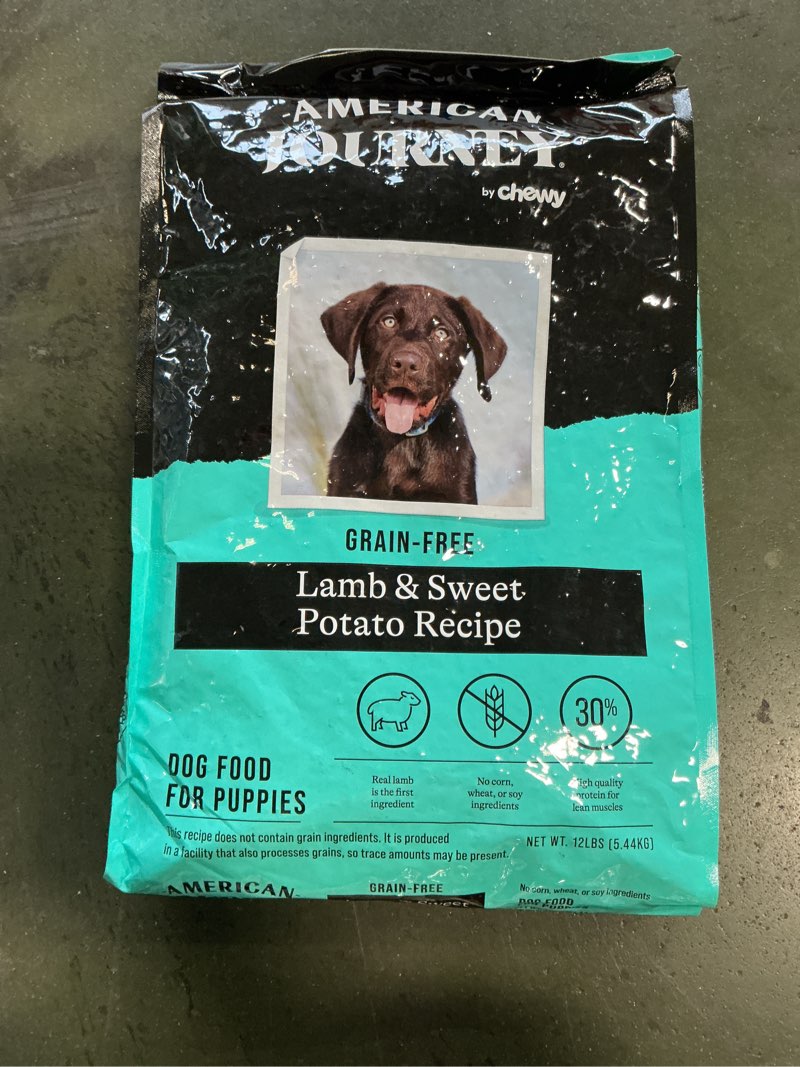 AMERICAN
JOURNEY®
by chewy
GRAIN-FREE
Lamb & Sweet
Potato Recipe
30%
Real lamb
is the first
ingredient
No corn,
wheat, or soy
ingredients
High quality
protein for
lean muscles
DOG FOOD
FOR PUPPIES
This recipe does not contain grain ingredients. It is produced
in a facility that also processes grains, so trace amounts may be present.
NET WT. 12LBS (5.44KG)
AMERICAN
GRAIN-FREE
Sweet
No corn, wheat, or soy ingredients
DOG FOOD